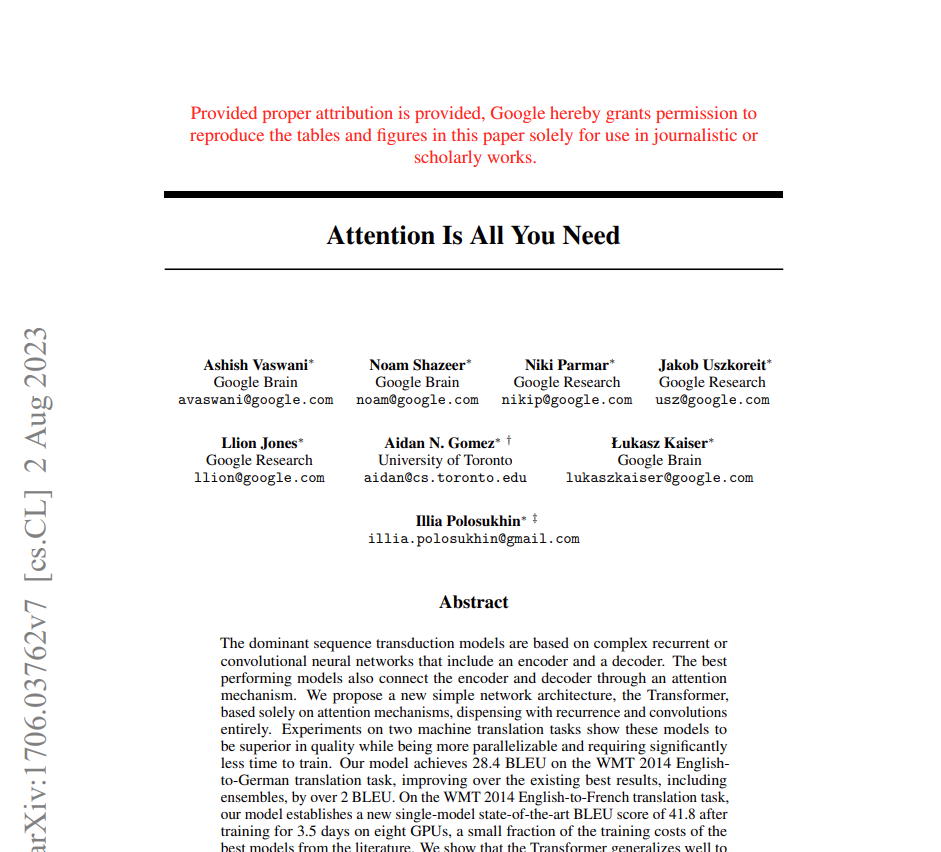 Provided proper attribution is provided, Google hereby grants permission to
reproduce the tables and figures in this paper solely for use in journalistic or
scholarly works.
Attention Is All You Need
Ashish Vaswani* Noam Shazeer* Niki Parmar* Jakob Uszkoreit*
Google Brain Google Brain Google Research Google Research
avaswani@google.com noam@google.com nikip@google.com usz@google.com
Llion Jones* Aidan N. Gomez* † Łukasz Kaiser*
Google Research University of Toronto Google Brain
llion@google.com aidan@cs.toronto.edu lukaszkaiser@google.com
Illia Polosukhin* ‡
illia.polosukhin@gmail.com
Abstract
The dominant sequence transduction models are based on complex recurrent or
convolutional neural networks that include an encoder and a decoder. The best
performing models also connect the encoder and decoder through an attention
mechanism. We propose a new simple network architecture, the Transformer,
based solely on attention mechanisms, dispensing with recurrence and convolutions
entirely. Experiments on two machine translation tasks show these models to
be superior in quality while being more parallelizable and requiring significantly
less time to train. Our model achieves 28.4 BLEU on the WMT 2014 English-
to-German translation task, improving over the existing best results, including
ensembles, by over 2 BLEU. On the WMT 2014 English-to-French translation task,
our model establishes a new single-model state-of-the-art BLEU score of 41.8 after
training for 3.5 days on eight GPUs, a small fraction of the training costs of the
best models from the literature. We show that the Transformer generalizes well to
arXiv:1706.03762v7 [cs.CL] 2 Aug 2023